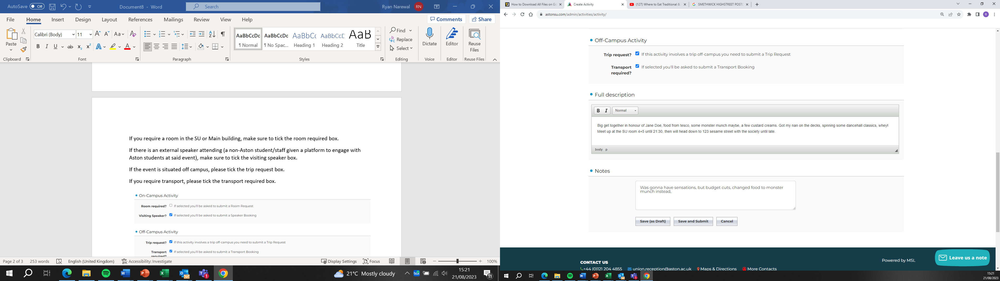 AutoSave Off
Document8 - Word
Search
Ryan Narewal RN
File Home Insert Design Layout References Mailings Review View Help
Comments Share
Paste
Calibri (Body) 11
Clipboard Font Paragraph Styles Editing Voice Editor Reuse Files
AaBbCcDc AaBbCcDc AaBbCc AaBbCcD AaB
¶ Normal ¶ No Spac... Heading 1 Heading 2 Title
Find
Replace
Select
Dictate
Editor
Reuse Files
If you require a room in the SU or Main building, make sure to tick the room required box.
If there is an external speaker attending (a non-Aston student/staff given a platform to engage with
Aston students at said event), make sure to tick the visiting speaker box.
If the event is situated off campus, please tick the trip request box.
If you require transport, please tick the transport required box.
On-Campus Activity
Room required? If selected you'll be asked to submit a Room Request
Visiting Speaker? If selected you'll be asked to submit a Speaker Booking
Off-Campus Activity
Trip request? If this activity involves a trip off-campus you need to submit a Trip Request
Transport required? If selected you'll be asked to submit a Transport Booking
Page 2 of 3 253 words English (United Kingdom) Accessibility: Investigate
Display Settings Focus 100%
21°C Mostly cloudy
15:21
21/08/2023
11
How to Download All Files on Go
Create Activity
(127) Where to Eat Traditional &
SMETHWICK HIGHSTREET POSTC
astonsu.com/admin/activities/activity/
Off-Campus Activity
Trip request? If this activity involves a trip off-campus you need to submit a Trip Request
Transport required? If selected you'll be asked to submit a Transport Booking
Full description
B I Normal
Big get together in honour of Jane Doe, food from tesco, some monster munch maybe, a few custard creams. Got my nan on the decks, spnning some dancehall classics, whey!
Meet up at the SU room 4+5 until 21:30, then will head down to 123 sesame street with the society until late.
body p
Notes
Was gonna have sensations, but budget cuts, changed food to monster
munch instead,
Save (as Draft) Save and Submit Cancel
Powered by MSL
Leave us a note
CONTACT US
+44 (0)121 204 4855 union.reception@aston.ac.uk Maps & Directions More Contacts
15:21
21/08/2023